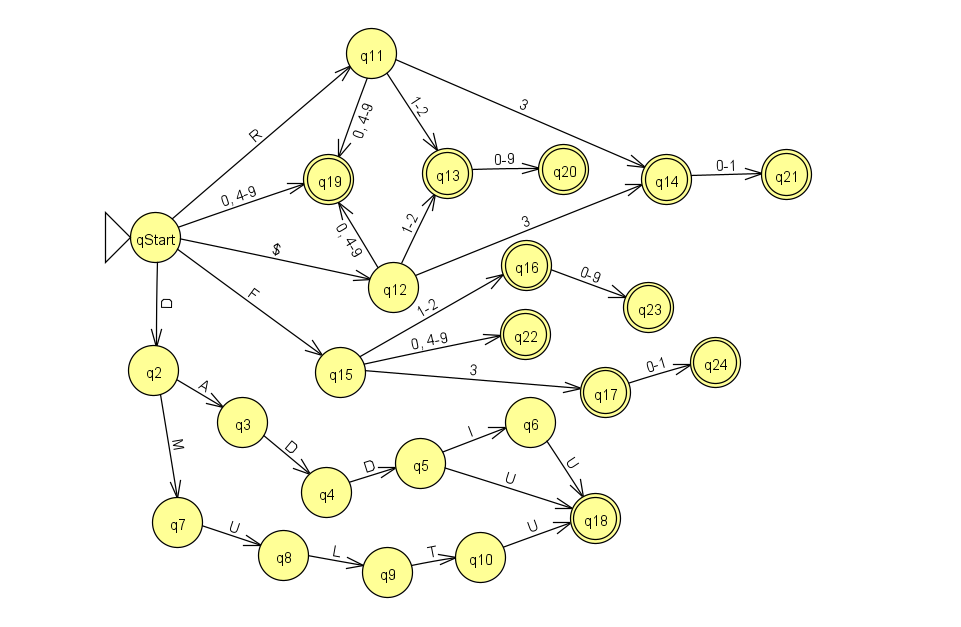 q11
3
1-2
0, 4-9
R
0-9
q20
0-1
q13
q14
q21
q19
0, 4-9
1-2
3
qStart
0, 4-9
$
q16
0-9
q12
F
1-2
q23
D
0, 4-9
q22
q2
q15
3
0-1
q24
A
q17
q3
I
q6
M
D
D
q5
U
U
q4
q18
q7
U
U
q8
L
T
q10
q9